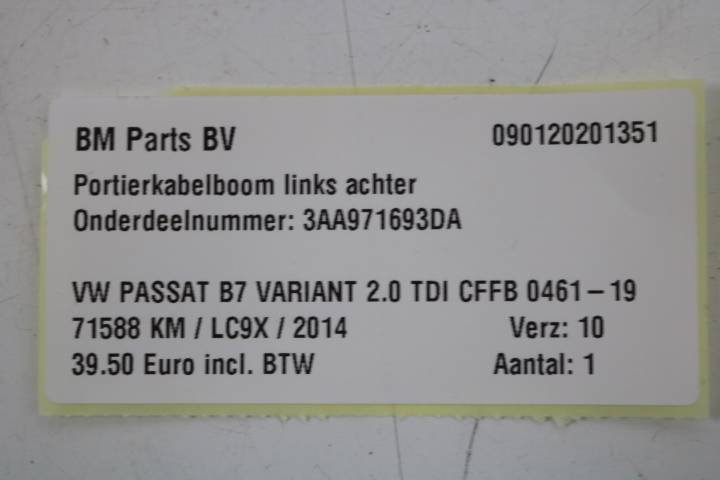 BM Parts BV 090120201351
Portierkabelboom links achter
Onderdeelnummer: 3AA971693DA
VW PASSAT B7 VARIANT 2.0 TDI CFFB 0461-19
71588 KM / LC9X / 2014 Verz: 10
39.50 Euro incl. BTW Aantal: 1